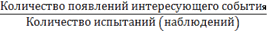 Количество появлений интересующего события
Количество испытаний (наблюдений)